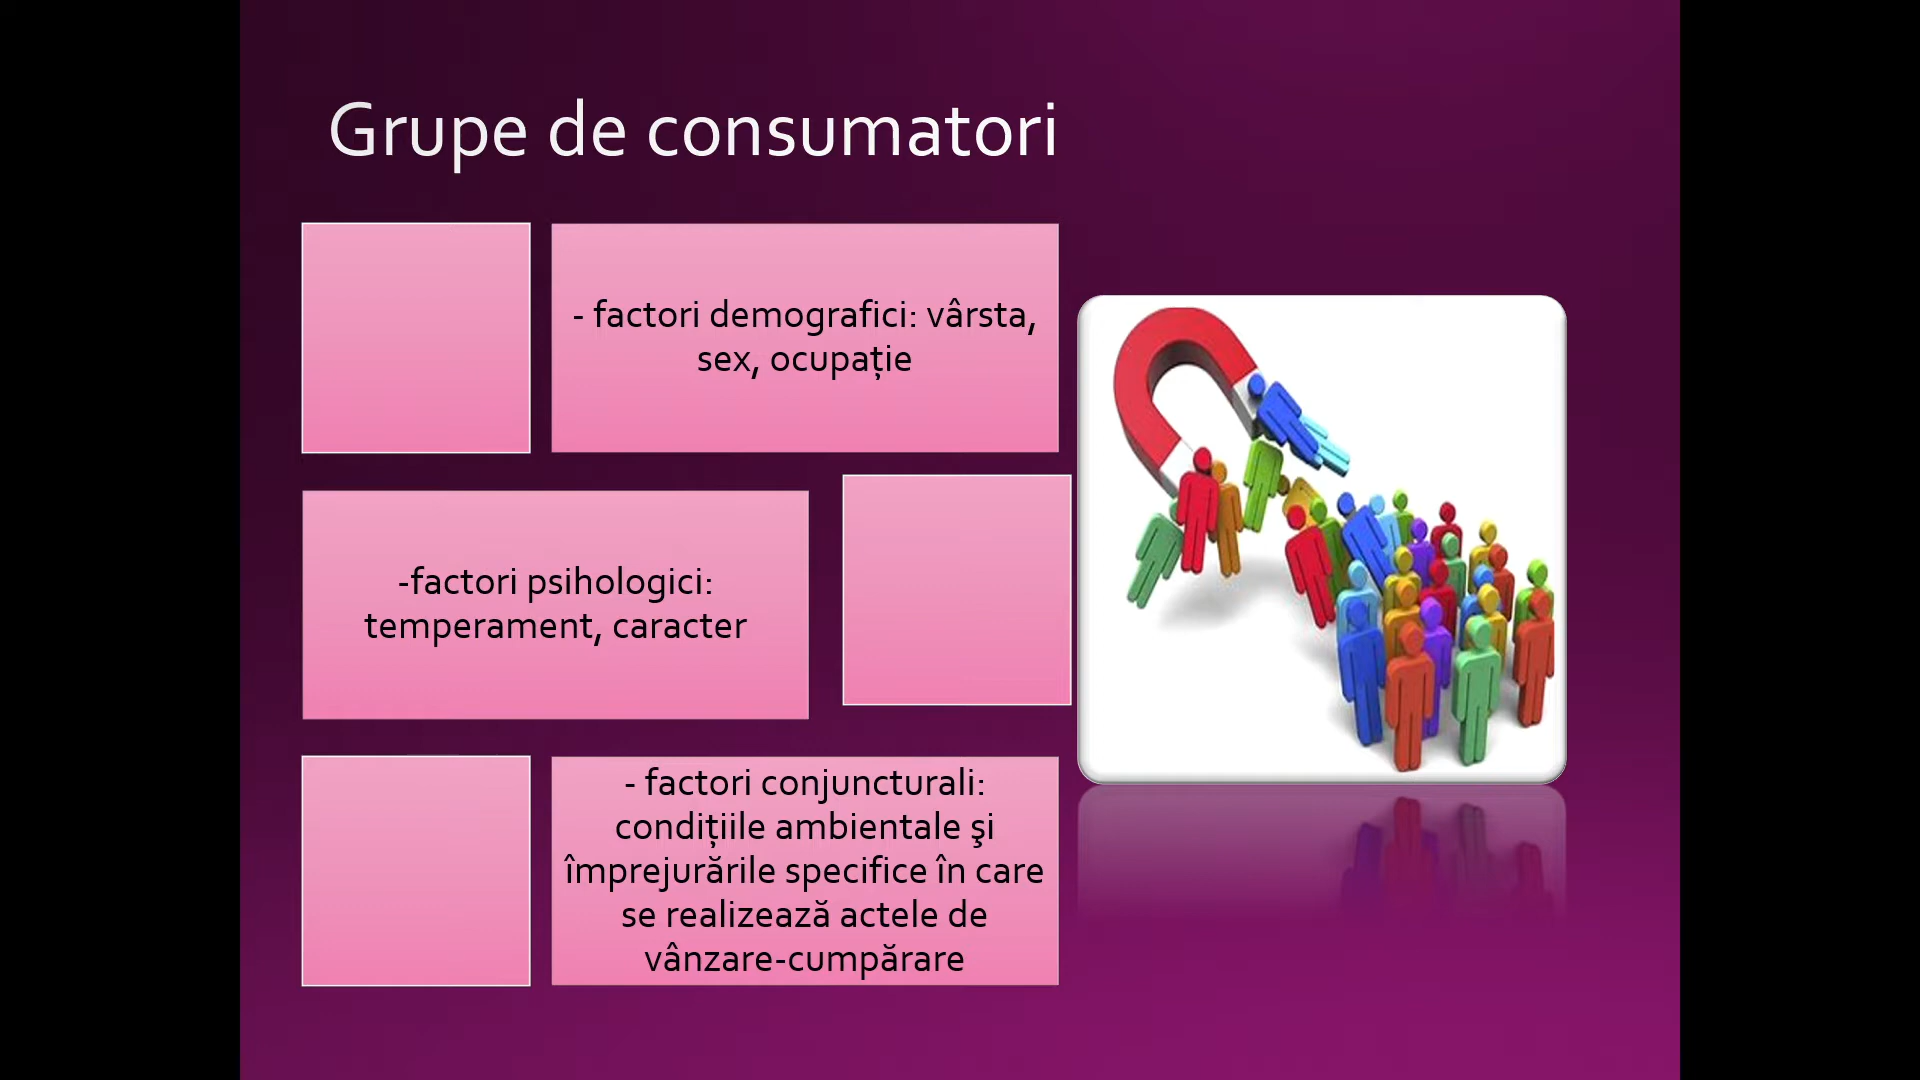 Grupe de consumatori
- factori demografici: vârsta,
sex, ocupație
-factori psihologici:
temperament, caracter
- factori conjuncturali:
condițiile ambientale şi
împrejurările specifice în care
se realizează actele de
vânzare-cumpărare